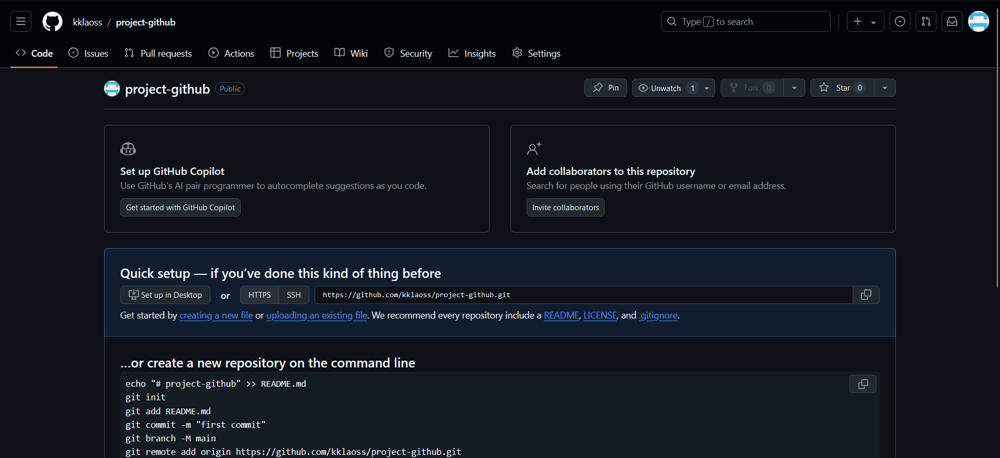 kklaoss / project-github
Type / to search
Code
Issues
Pull requests
Actions
Projects
Wiki
Security
Insights
Settings
project-github
Public
Pin
Unwatch 1
Fork 0
Star 0
Set up GitHub Copilot
Use GitHub's AI pair programmer to autocomplete suggestions as you code.
Get started with GitHub Copilot
Add collaborators to this repository
Search for people using their GitHub username or email address.
Invite collaborators
Quick setup — if you’ve done this kind of thing before
Set up in Desktop
or
HTTPS
SSH
https://github.com/kklaoss/project-github.git
Get started by creating a new file or uploading an existing file. We recommend every repository include a README, LICENSE, and .gitignore.
…or create a new repository on the command line
echo "# project-github" >> README.md
git init
git add README.md
git commit -m "first commit"
git branch -M main
git remote add origin https://github.com/kklaoss/project-github.git